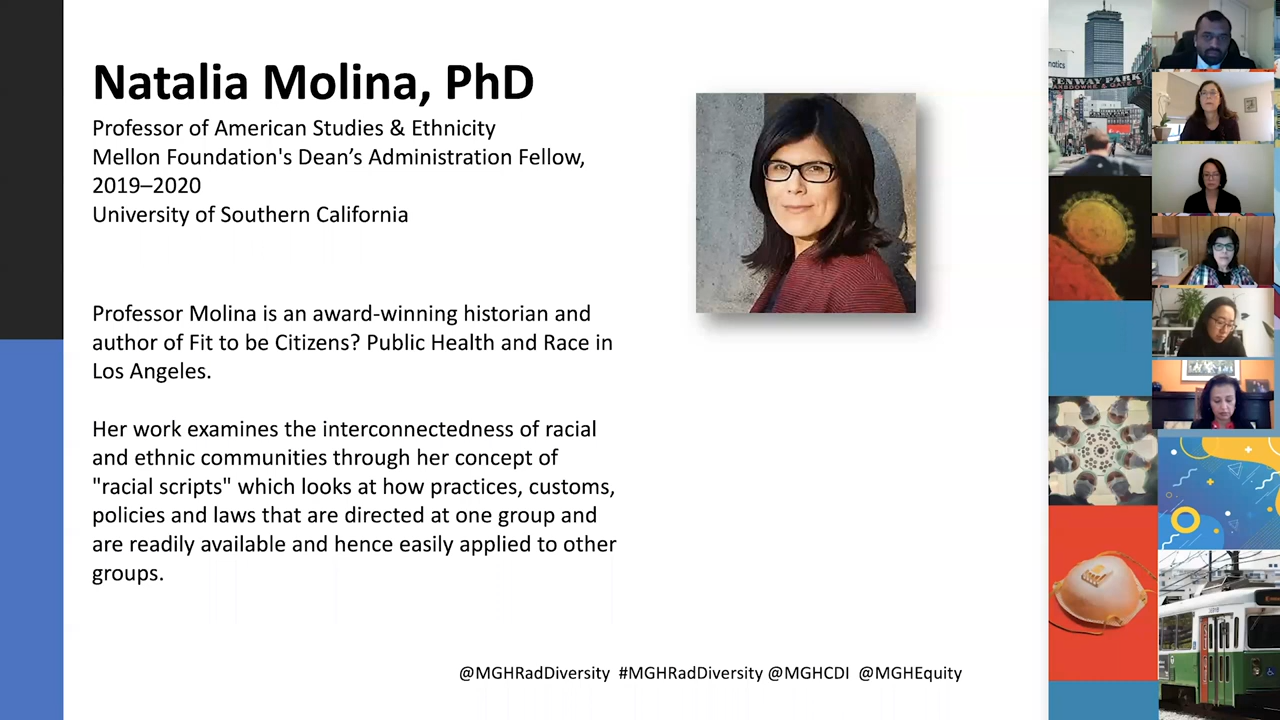 Natalia Molina, PhD
Professor of American Studies & Ethnicity
Mellon Foundation's Dean’s Administration Fellow,
2019–2020
University of Southern California
Professor Molina is an award-winning historian and
author of Fit to be Citizens? Public Health and Race in
Los Angeles.
Her work examines the interconnectedness of racial
and ethnic communities through her concept of
"racial scripts" which looks at how practices, customs,
policies and laws that are directed at one group and
are readily available and hence easily applied to other
groups.
@MGHRadDiversity #MGHRadDiversity @MGHCDI @MGHEquity
FENWAY PARK